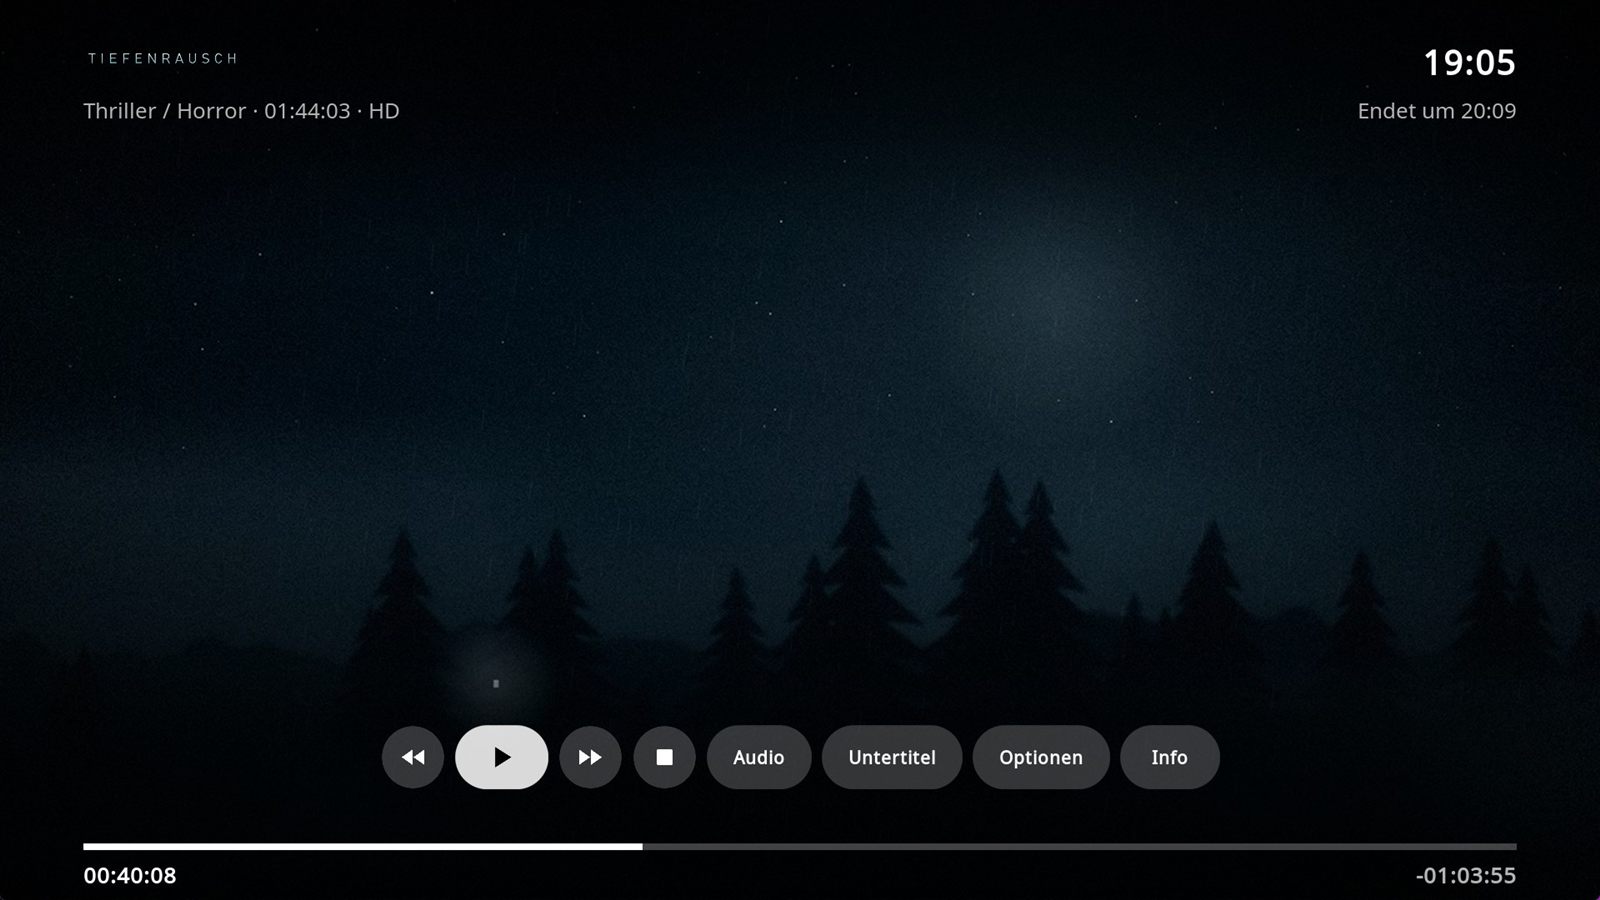 TIEFENRAUSCH
19:05
Thriller / Horror · 01:44:03 · HD
Endet um 20:09
Audio
Untertitel
Optionen
Info
00:40:08
-01:03:55